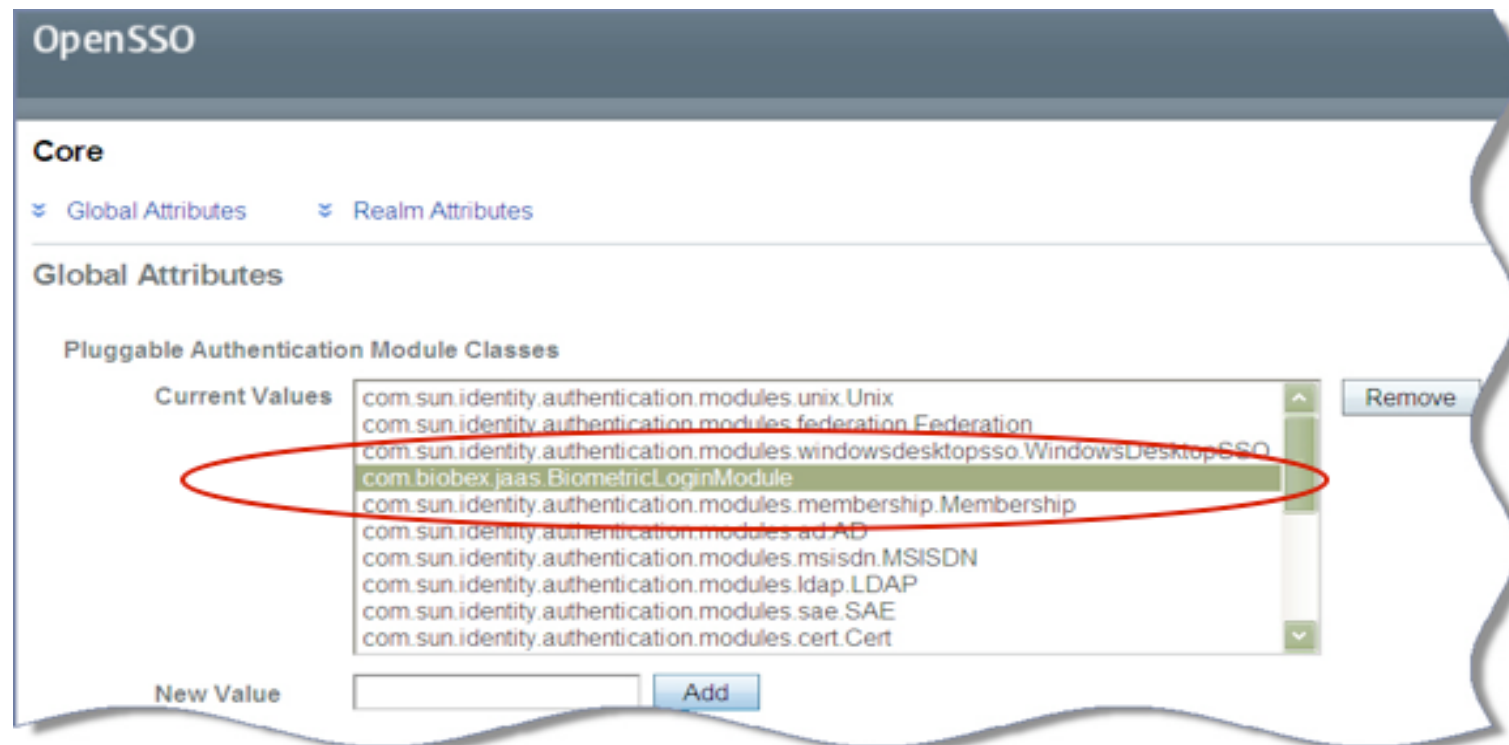 OpenSSO
Core
Global Attributes Realm Attributes
Global Attributes
Pluggable Authentication Module Classes
Current Values
com.sun.identity.authentication.modules.unix.Unix
com.sun.identity.authentication.modules.federation.Federation
com.sun.identity.authentication.modules.windowsdesktopsso.WindowsDesktopSSO
com.biobex.jaas.BiometricLoginModule
com.sun.identity.authentication.modules.membership.Membership
com.sun.identity.authentication.modules.ad.AD
com.sun.identity.authentication.modules.msisdn.MSISDN
com.sun.identity.authentication.modules.ldap.LDAP
com.sun.identity.authentication.modules.sae.SAE
com.sun.identity.authentication.modules.cert.Cert
Remove
New Value Add